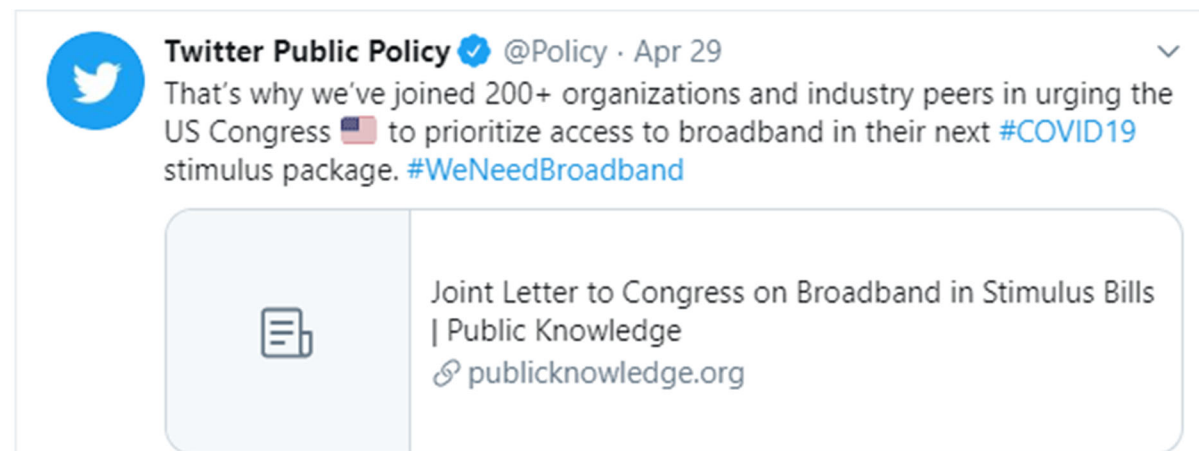 Twitter Public Policy @Policy · Apr 29
That's why we've joined 200+ organizations and industry peers in urging the
US Congress 🇺🇸 to prioritize access to broadband in their next #COVID19
stimulus package. #WeNeedBroadband
Joint Letter to Congress on Broadband in Stimulus Bills
| Public Knowledge
publicknowledge.org